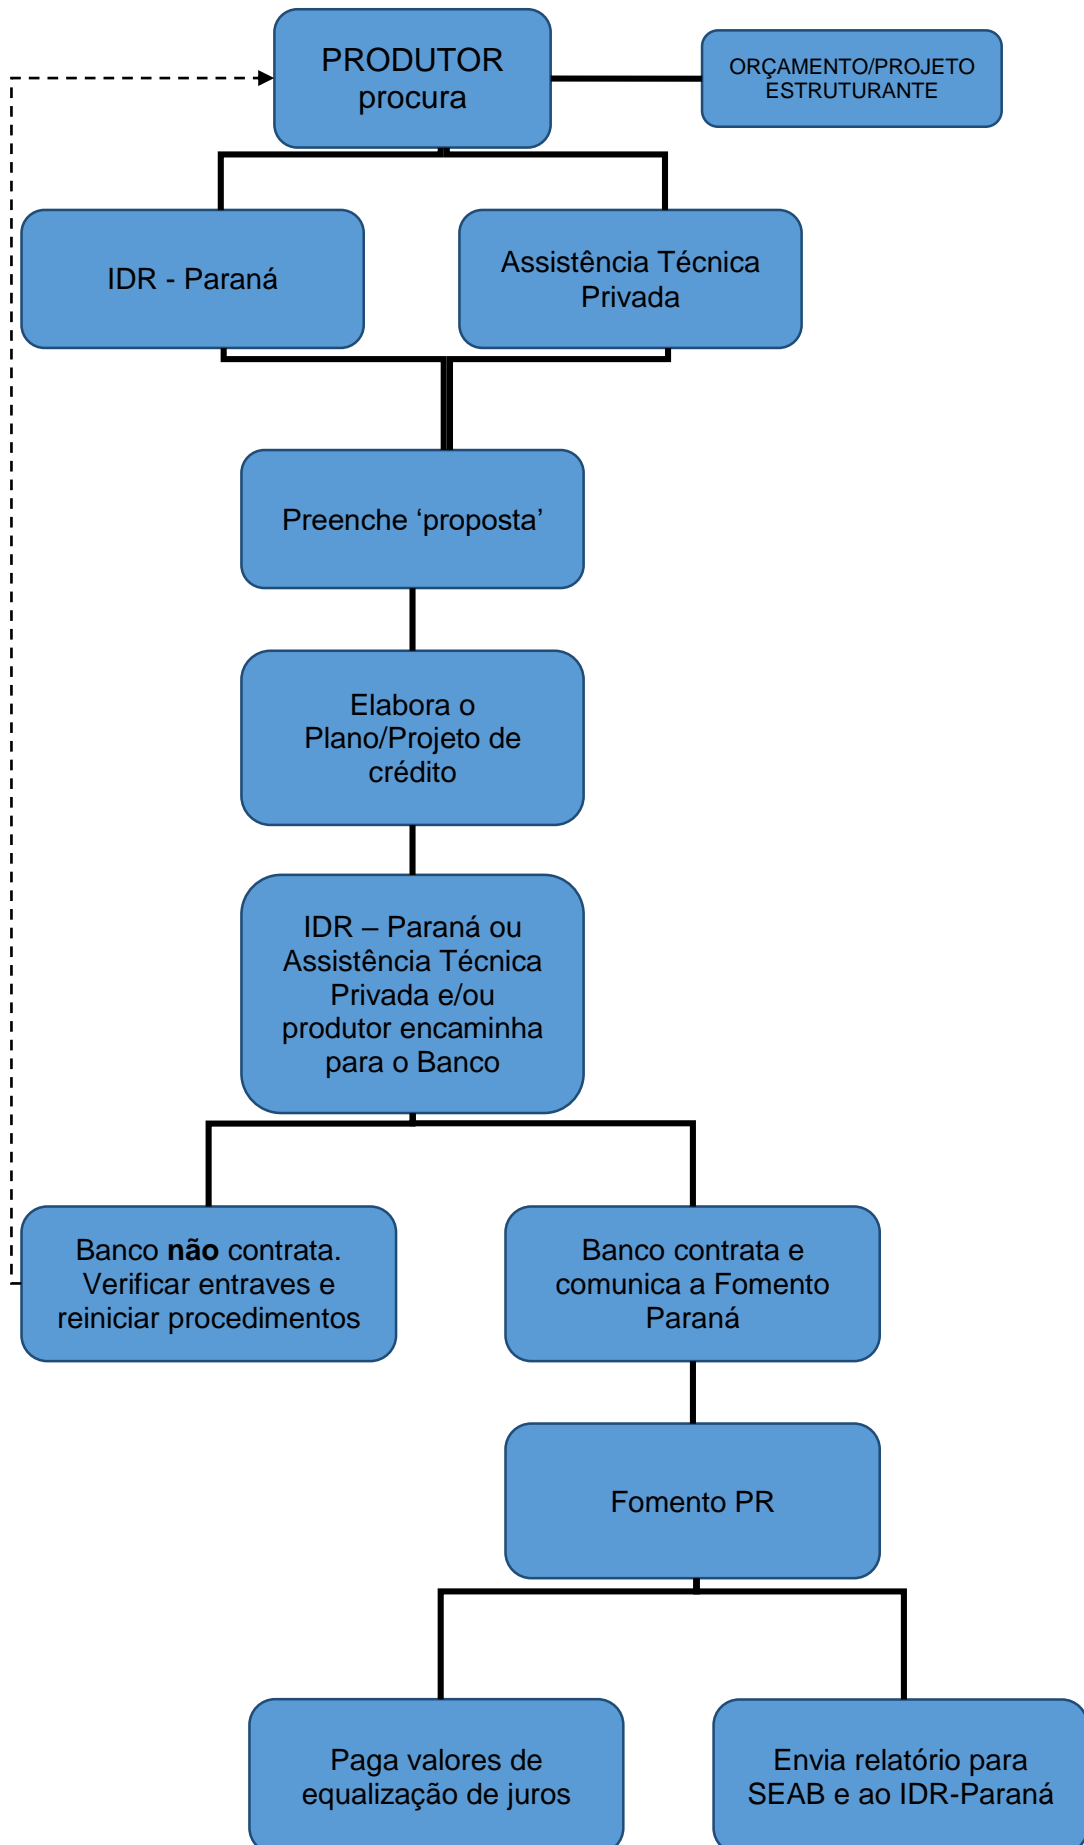 PRODUTOR
procura
ORÇAMENTO/PROJETO
ESTRUTURANTE
IDR - Paraná
Assistência Técnica
Privada
Preenche ‘proposta’
Elabora o
Plano/Projeto de
crédito
IDR – Paraná ou
Assistência Técnica
Privada e/ou
produtor encaminha
para o Banco
Banco não contrata.
Verificar entraves e
reiniciar procedimentos
Banco contrata e
comunica a Fomento
Paraná
Fomento PR
Paga valores de
equalização de juros
Envia relatório para
SEAB e ao IDR-Paraná